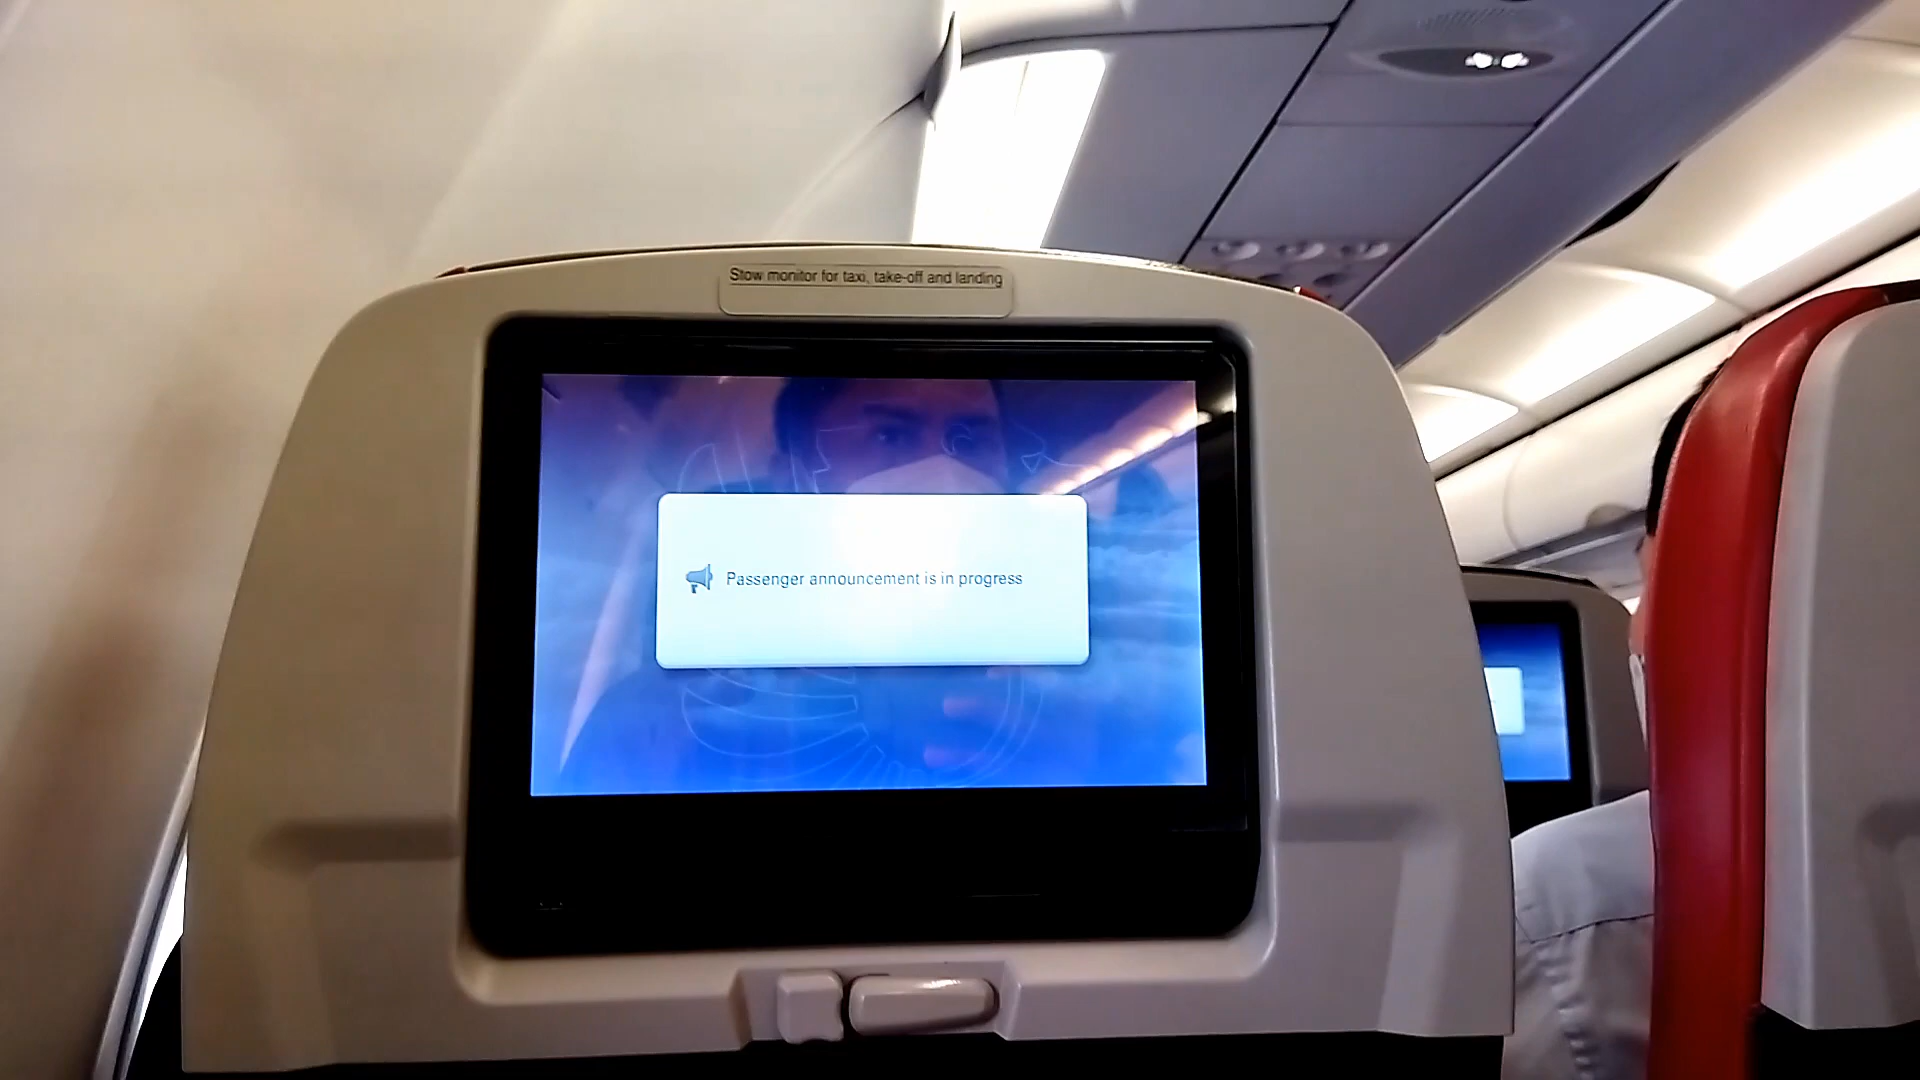 Stow monitor for taxi, take-off and landing
Passenger announcement is in progress